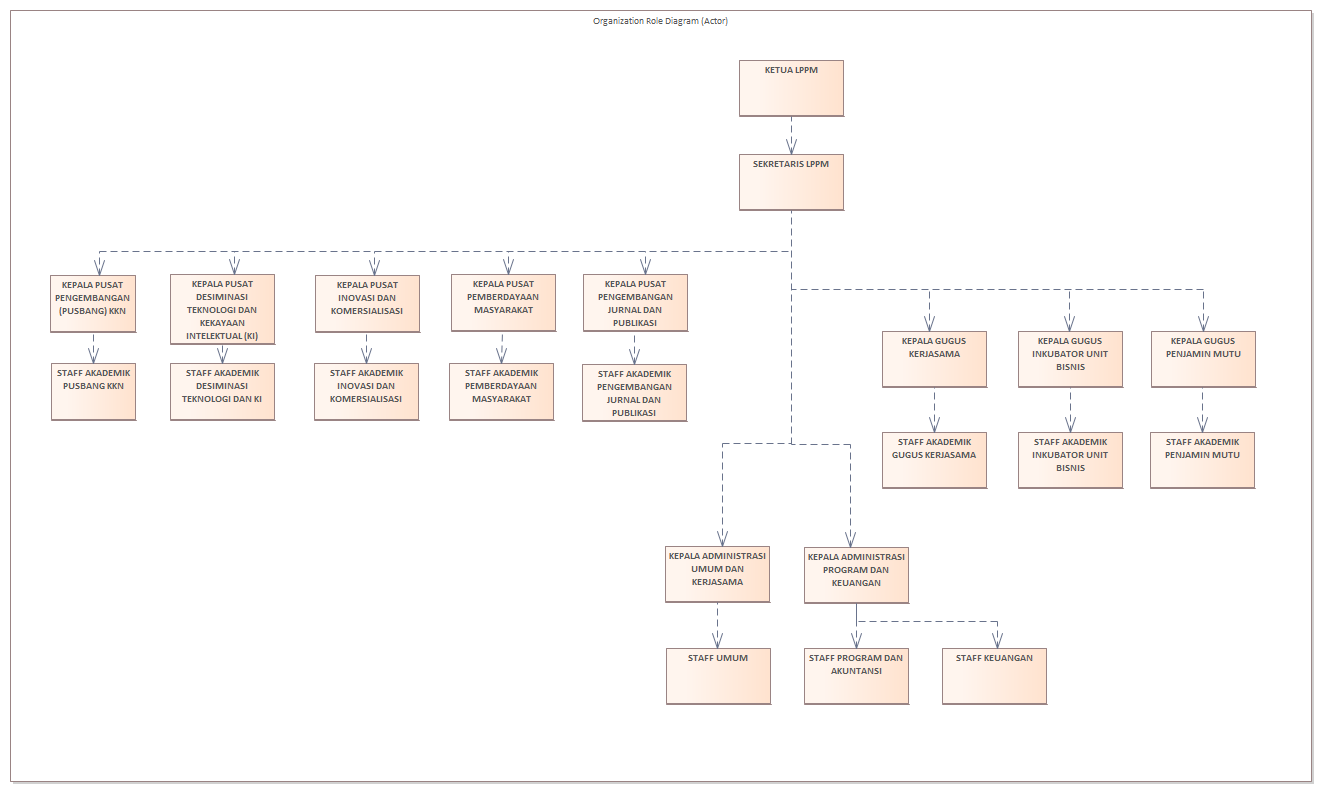 Organization Role Diagram (Actor)
KETUA LPPM
SEKRETARIS LPPM
KEPALA PUSAT
PENGEMBANGAN
(PUSBANG) KKN
KEPALA PUSAT
DESIMINASI
TEKNOLOGI DAN
KEKAYAAN
INTELEKTUAL (KI)
KEPALA PUSAT
INOVASI DAN
KOMERSIALISASI
KEPALA PUSAT
PEMBERDAYAAN
MASYARAKAT
KEPALA PUSAT
PENGEMBANGAN
JURNAL DAN
PUBLIKASI
STAFF AKADEMIK
PUSBANG KKN
STAFF AKADEMIK
DESIMINASI
TEKNOLOGI DAN KI
STAFF AKADEMIK
INOVASI DAN
KOMERSIALISASI
STAFF AKADEMIK
PEMBERDAYAAN
MASYARAKAT
STAFF AKADEMIK
PENGEMBANGAN
JURNAL DAN
PUBLIKASI
KEPALA GUGUS
KERJASAMA
KEPALA GUGUS
INKUBATOR UNIT
BISNIS
KEPALA GUGUS
PENJAMIN MUTU
STAFF AKADEMIK
GUGUS KERJASAMA
STAFF AKADEMIK
INKUBATOR UNIT
BISNIS
STAFF AKADEMIK
PENJAMIN MUTU
KEPALA ADMINISTRASI
UMUM DAN
KERJASAMA
KEPALA ADMINISTRASI
PROGRAM DAN
KEUANGAN
STAFF UMUM
STAFF PROGRAM DAN
AKUNTANSI
STAFF KEUANGAN